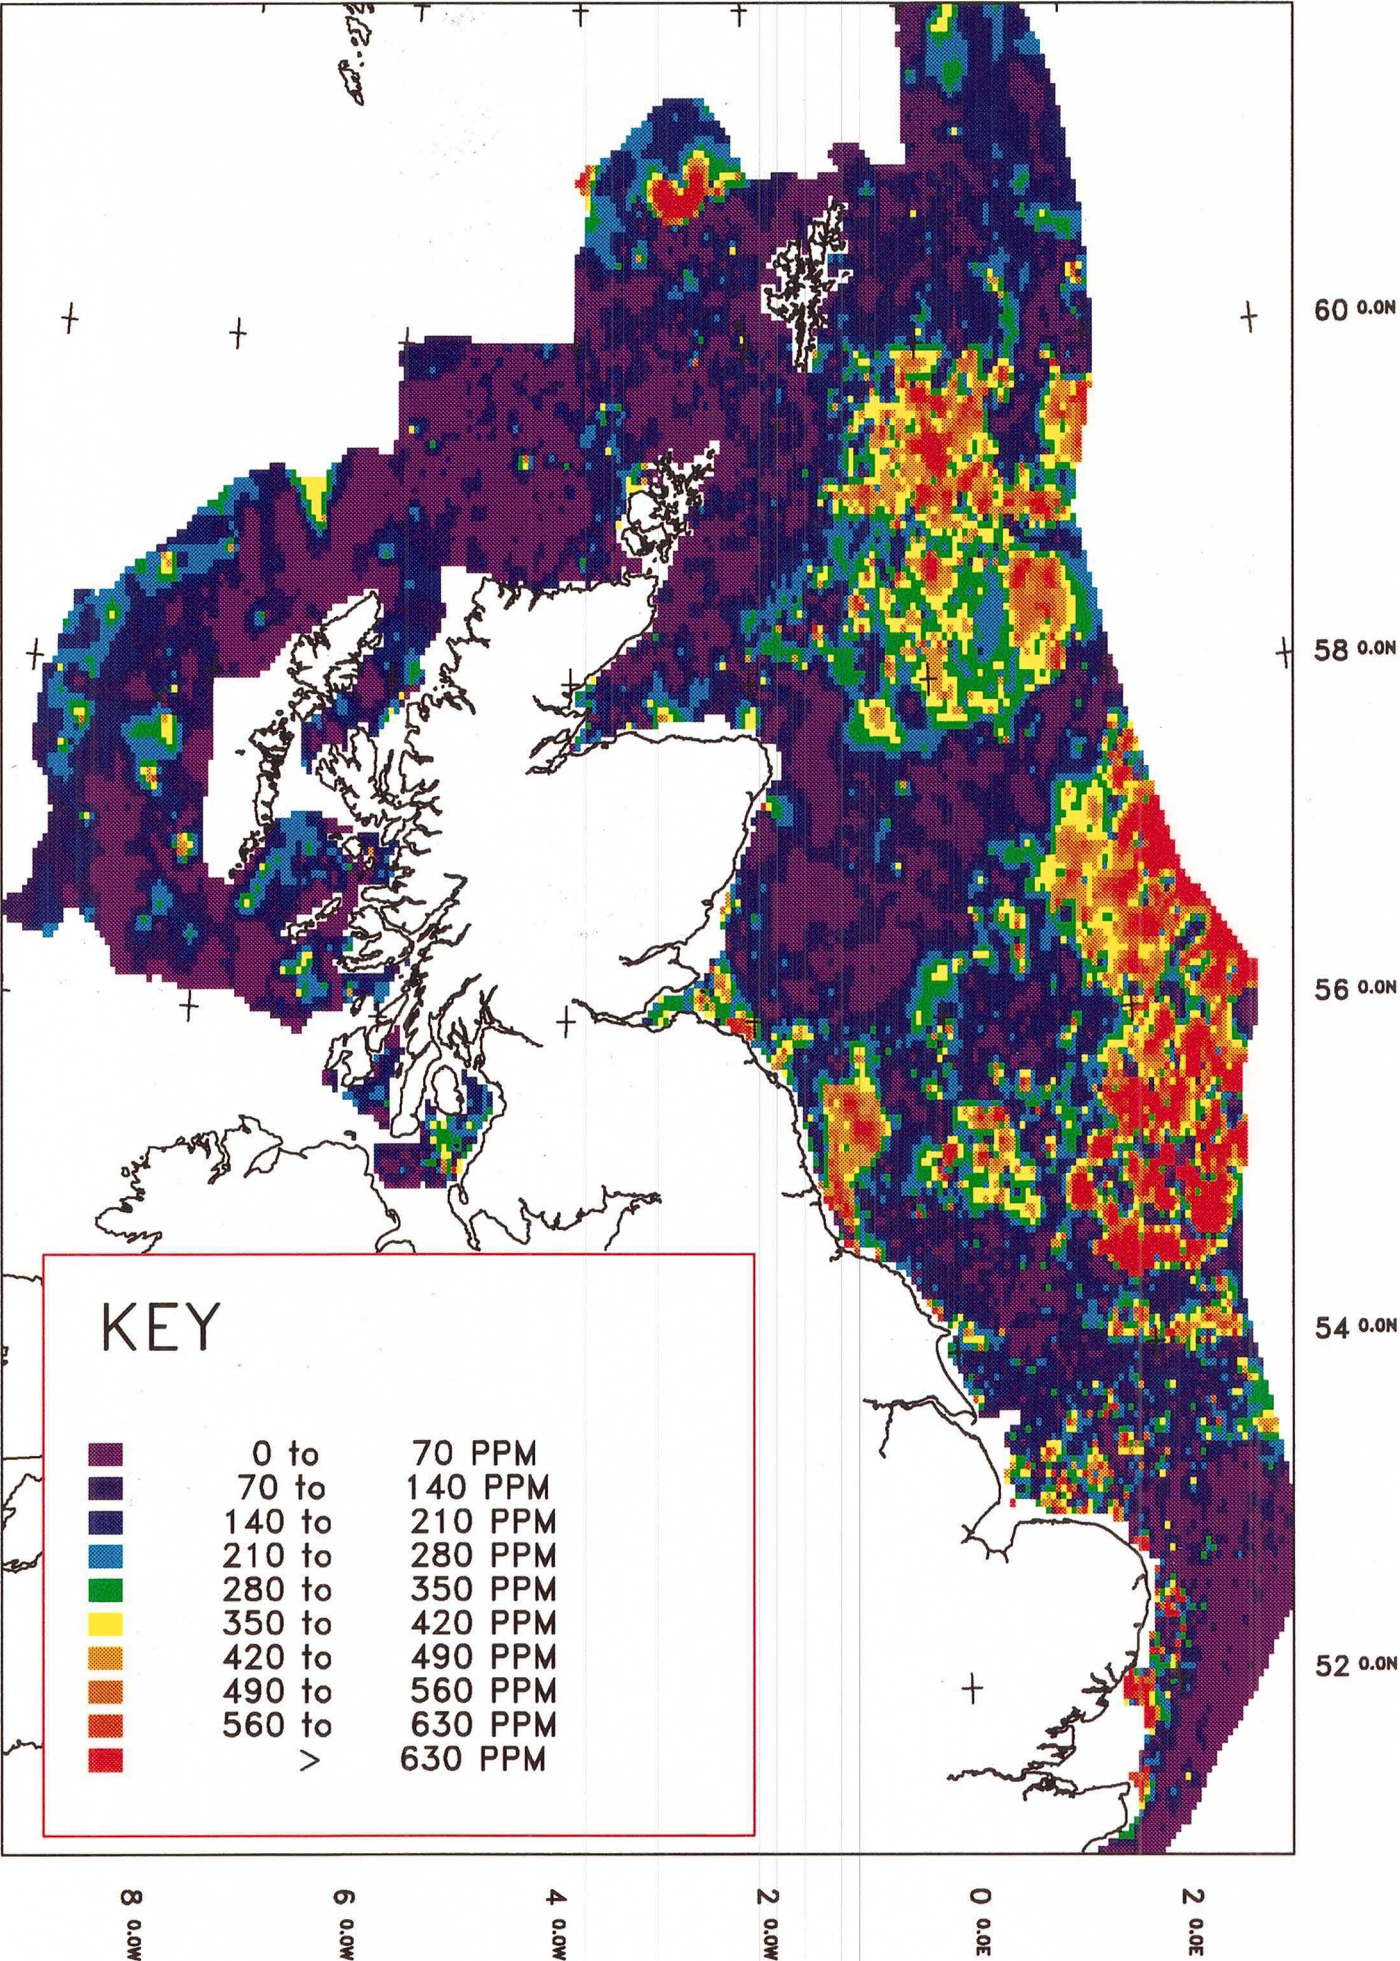 60 0.0N
58 0.0N
56 0.0N
54 0.0N
52 0.0N
KEY
0 to 70 PPM
70 to 140 PPM
140 to 210 PPM
210 to 280 PPM
280 to 350 PPM
350 to 420 PPM
420 to 490 PPM
490 to 560 PPM
560 to 630 PPM
> 630 PPM
8 0.0W
6 0.0W
4 0.0W
2 0.0W
0 0.0E
2 0.0E